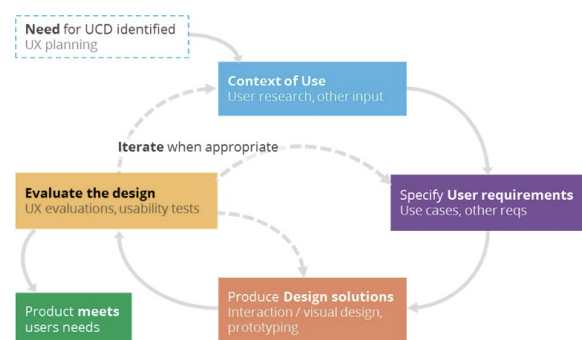 Need for UCD identified
UX planning
Context of Use
User research, other input
Iterate when appropriate
Evaluate the design
UX evaluations, usability tests
Specify User requirements
Use cases, other reqs
Produce Design solutions
Interaction / visual design,
prototyping
Product meets
users needs